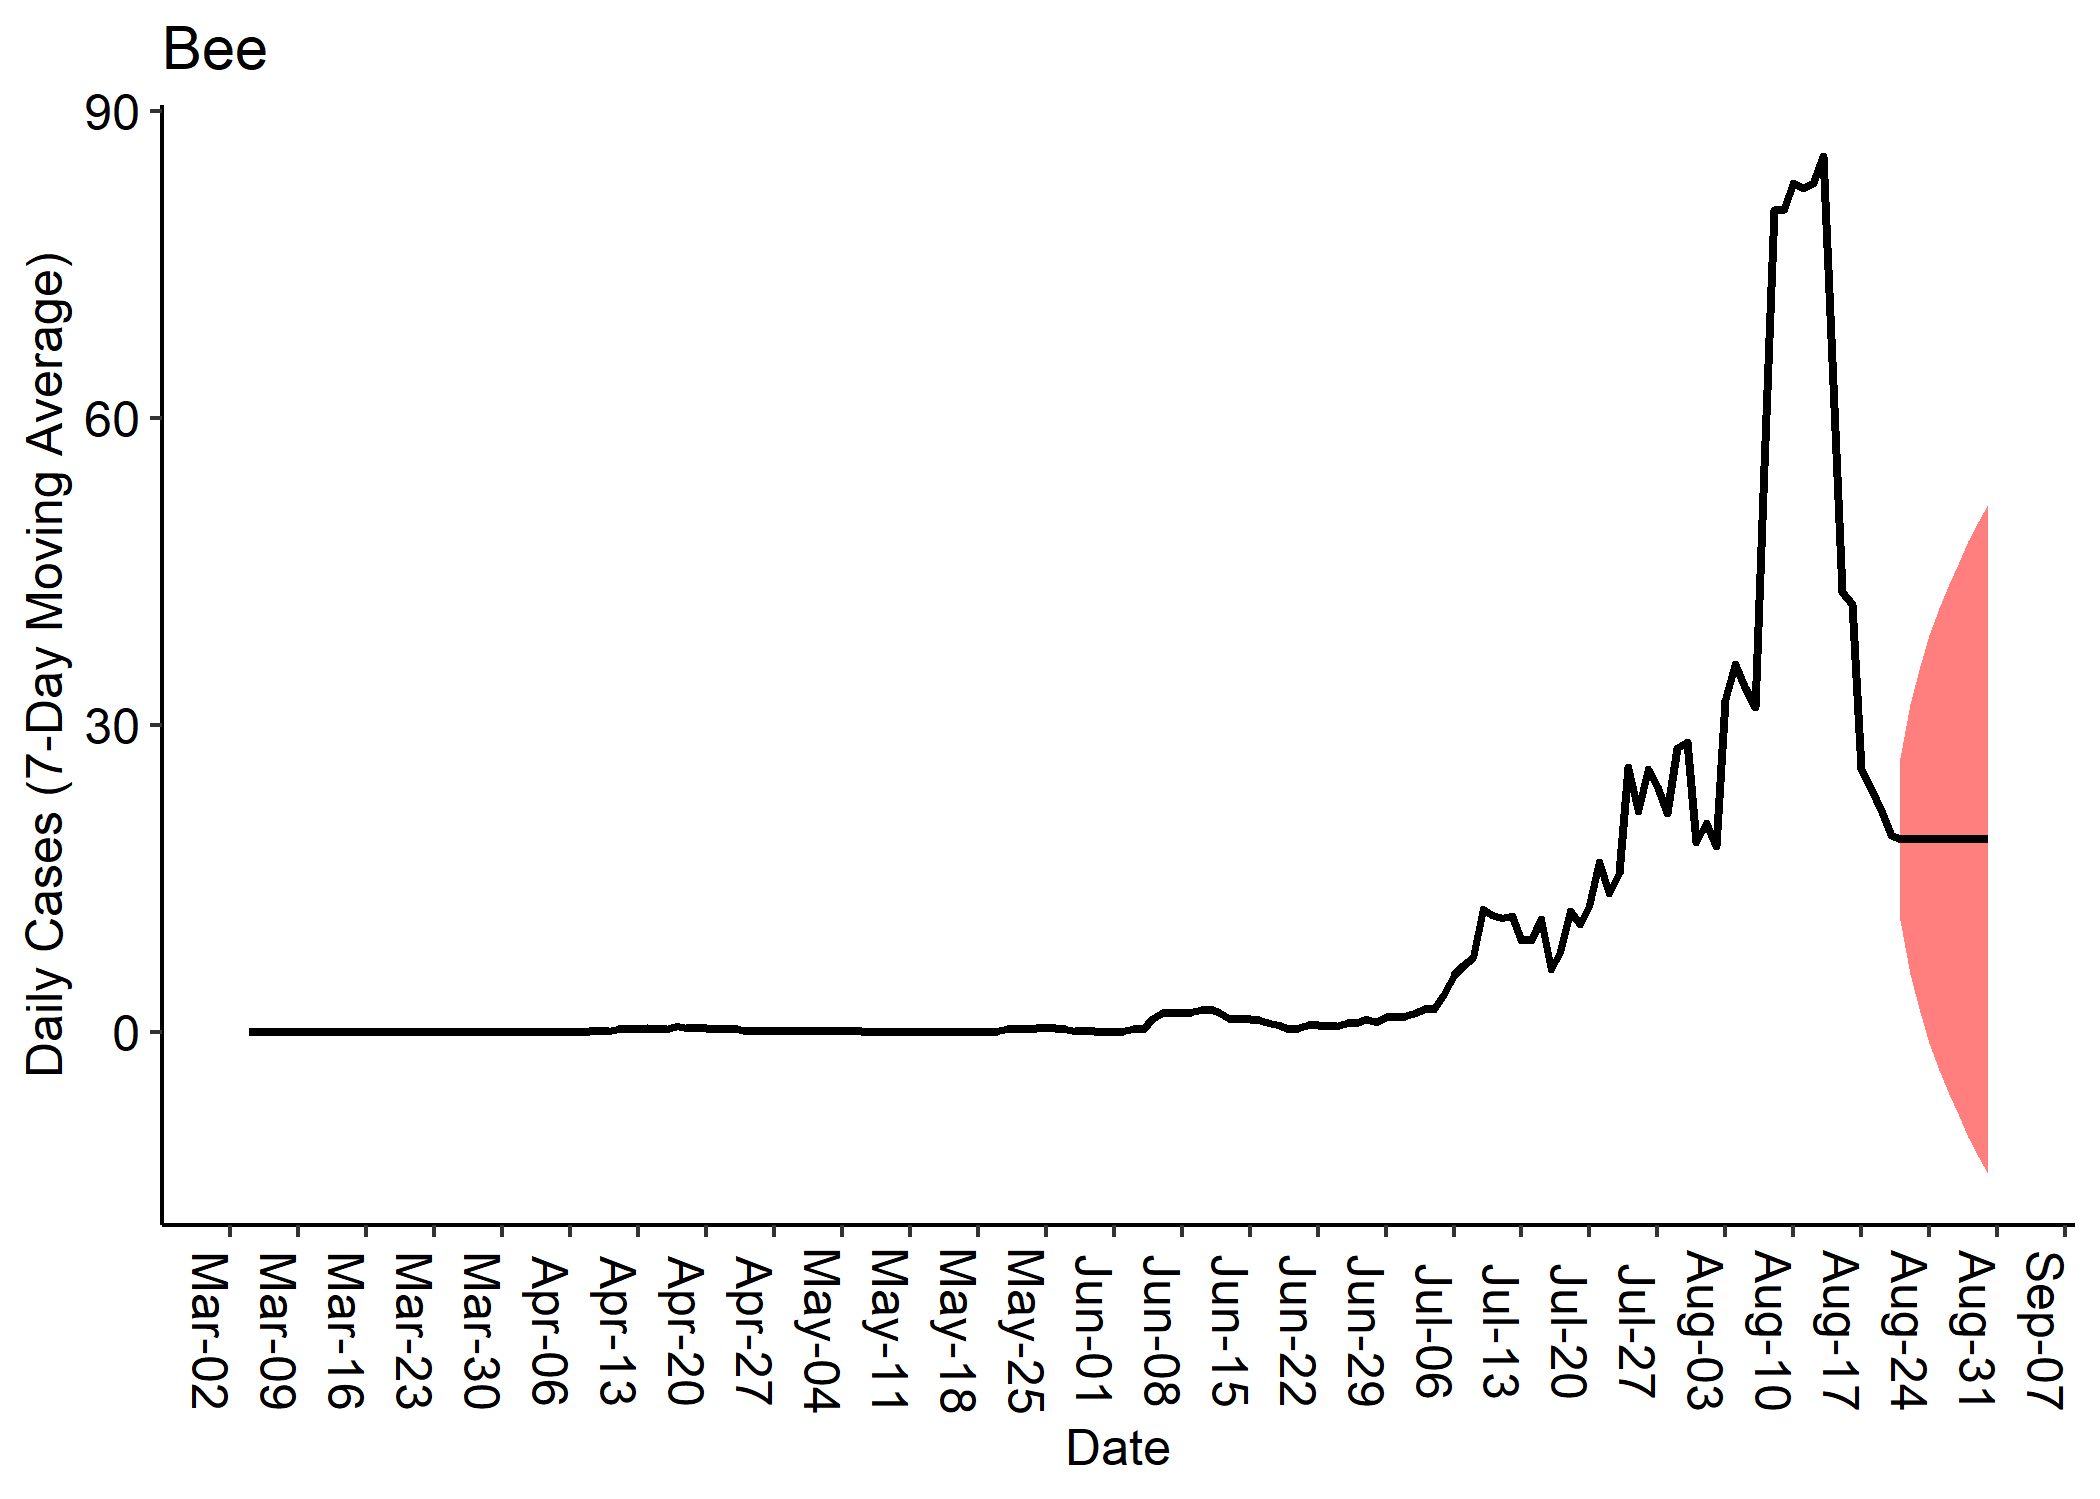 Bee
Daily Cases (7-Day Moving Average)
90
60
30
0
Mar-02
Mar-09
Mar-16
Mar-23
Mar-30
Apr-06
Apr-13
Apr-20
Apr-27
May-04
May-11
May-18
May-25
Jun-01
Jun-08
Jun-15
Jun-22
Jun-29
Jul-06
Jul-13
Jul-20
Jul-27
Aug-03
Aug-10
Aug-17
Aug-24
Aug-31
Sep-07
Date